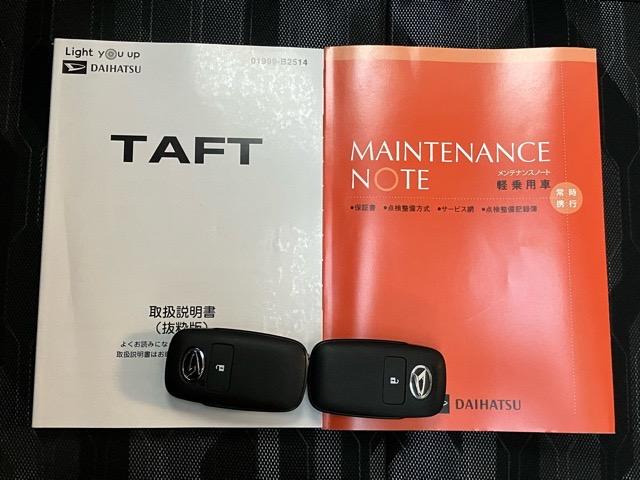 Light you up
DAIHATSU
01999-B2514
TAFT
取扱説明書
(抜粋版)
よくお読みにな
取扱説明書はお
MAINTENANCE
NOTE
メンテナンスノート
軽乗用車
常時
携行
●保証書 ●点検整備方式 ●サービス網 ●点検整備記録簿
DAIHATSU